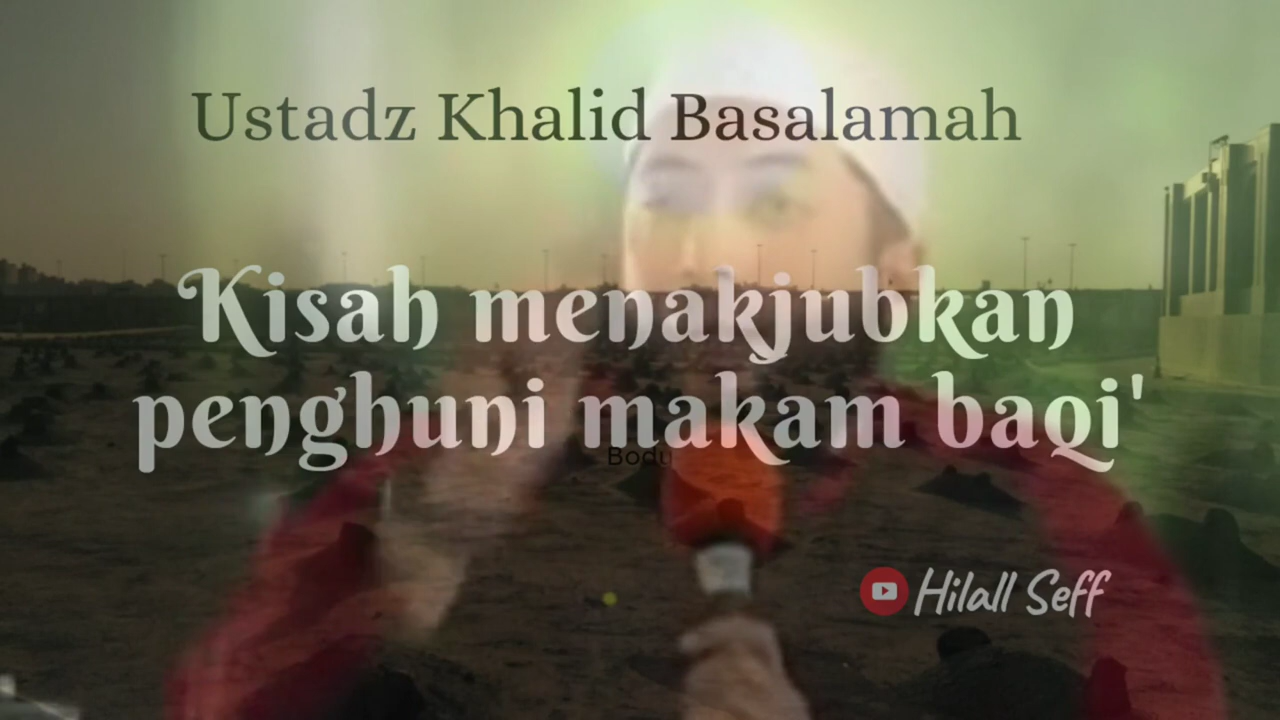 Ustadz Khalid Basalamah
Kisah menakjubkan
penghuni makam baqi'
Hilall Seff